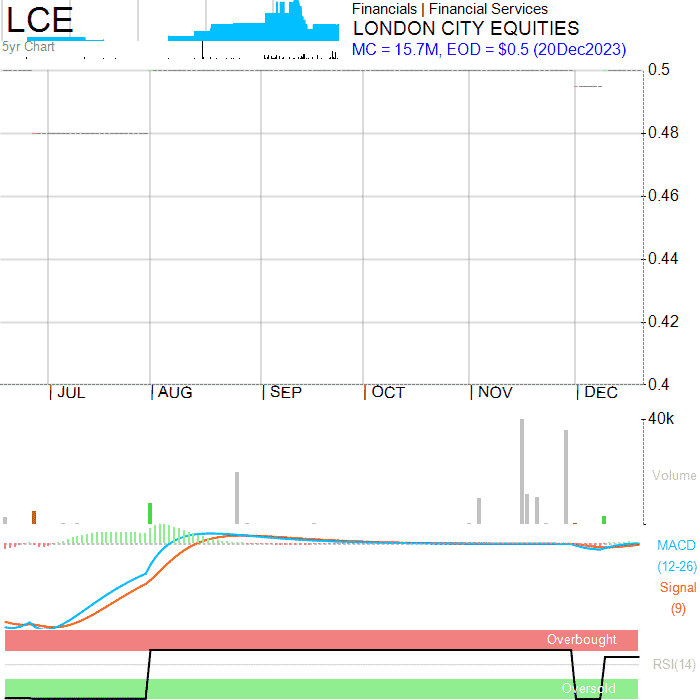 LCE
5yr Chart
Financials | Financial Services
LONDON CITY EQUITIES
MC = 15.7M, EOD = $0.5 (20Dec2023)
0.5
0.48
0.46
0.44
0.42
0.4
JUL AUG SEP OCT NOV DEC
40k
Volume
MACD
(12-26)
Signal
(9)
Overbought
RSI(14)
Oversold